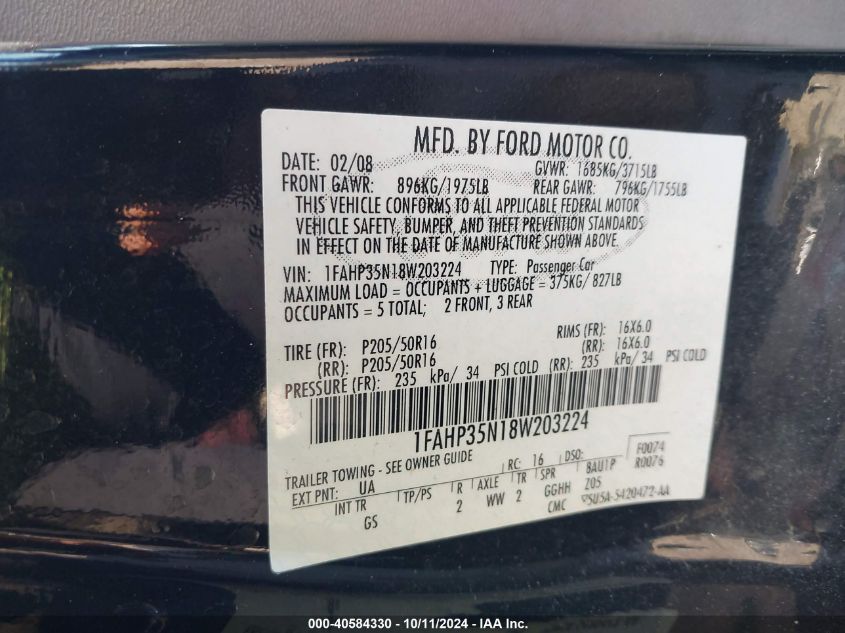 MFD. BY FORD MOTOR CO.
DATE: 02/08 GVWR: 1685KG/3715LB
FRONT GAWR: 896KG/1975LB REAR GAWR: 796KG/1755LB
THIS VEHICLE CONFORMS TO ALL APPLICABLE FEDERAL MOTOR
VEHICLE SAFETY, BUMPER, AND THEFT PREVENTION STANDARDS
IN EFFECT ON THE DATE OF MANUFACTURE SHOWN ABOVE.
VIN: 1FAHP35N18W203224 TYPE: Passenger Car
MAXIMUM LOAD = OCCUPANTS + LUGGAGE = 375KG/ 827LB
OCCUPANTS = 5 TOTAL; 2 FRONT, 3 REAR
TIRE (FR): P205/50R16 RIMS (FR): 16X6.0
(RR): P205/50R16 (RR): 16X6.0
PRESSURE (FR): 235 kPa/ 34 PSI COLD (RR): 235 kPa/ 34 PSI COLD
1FAHP35N18W203224
TRAILER TOWING - SEE OWNER GUIDE RC: 16 DSO: F0074
EXT PNT: UA BAU1P R0076
INT TR TP/PS R AXLE TR SPR
GS 2 WW 2 GGHH Z05
CMC 5U5A-5420472-AA
000-40584330 - 10/11/2024 - IAA Inc.